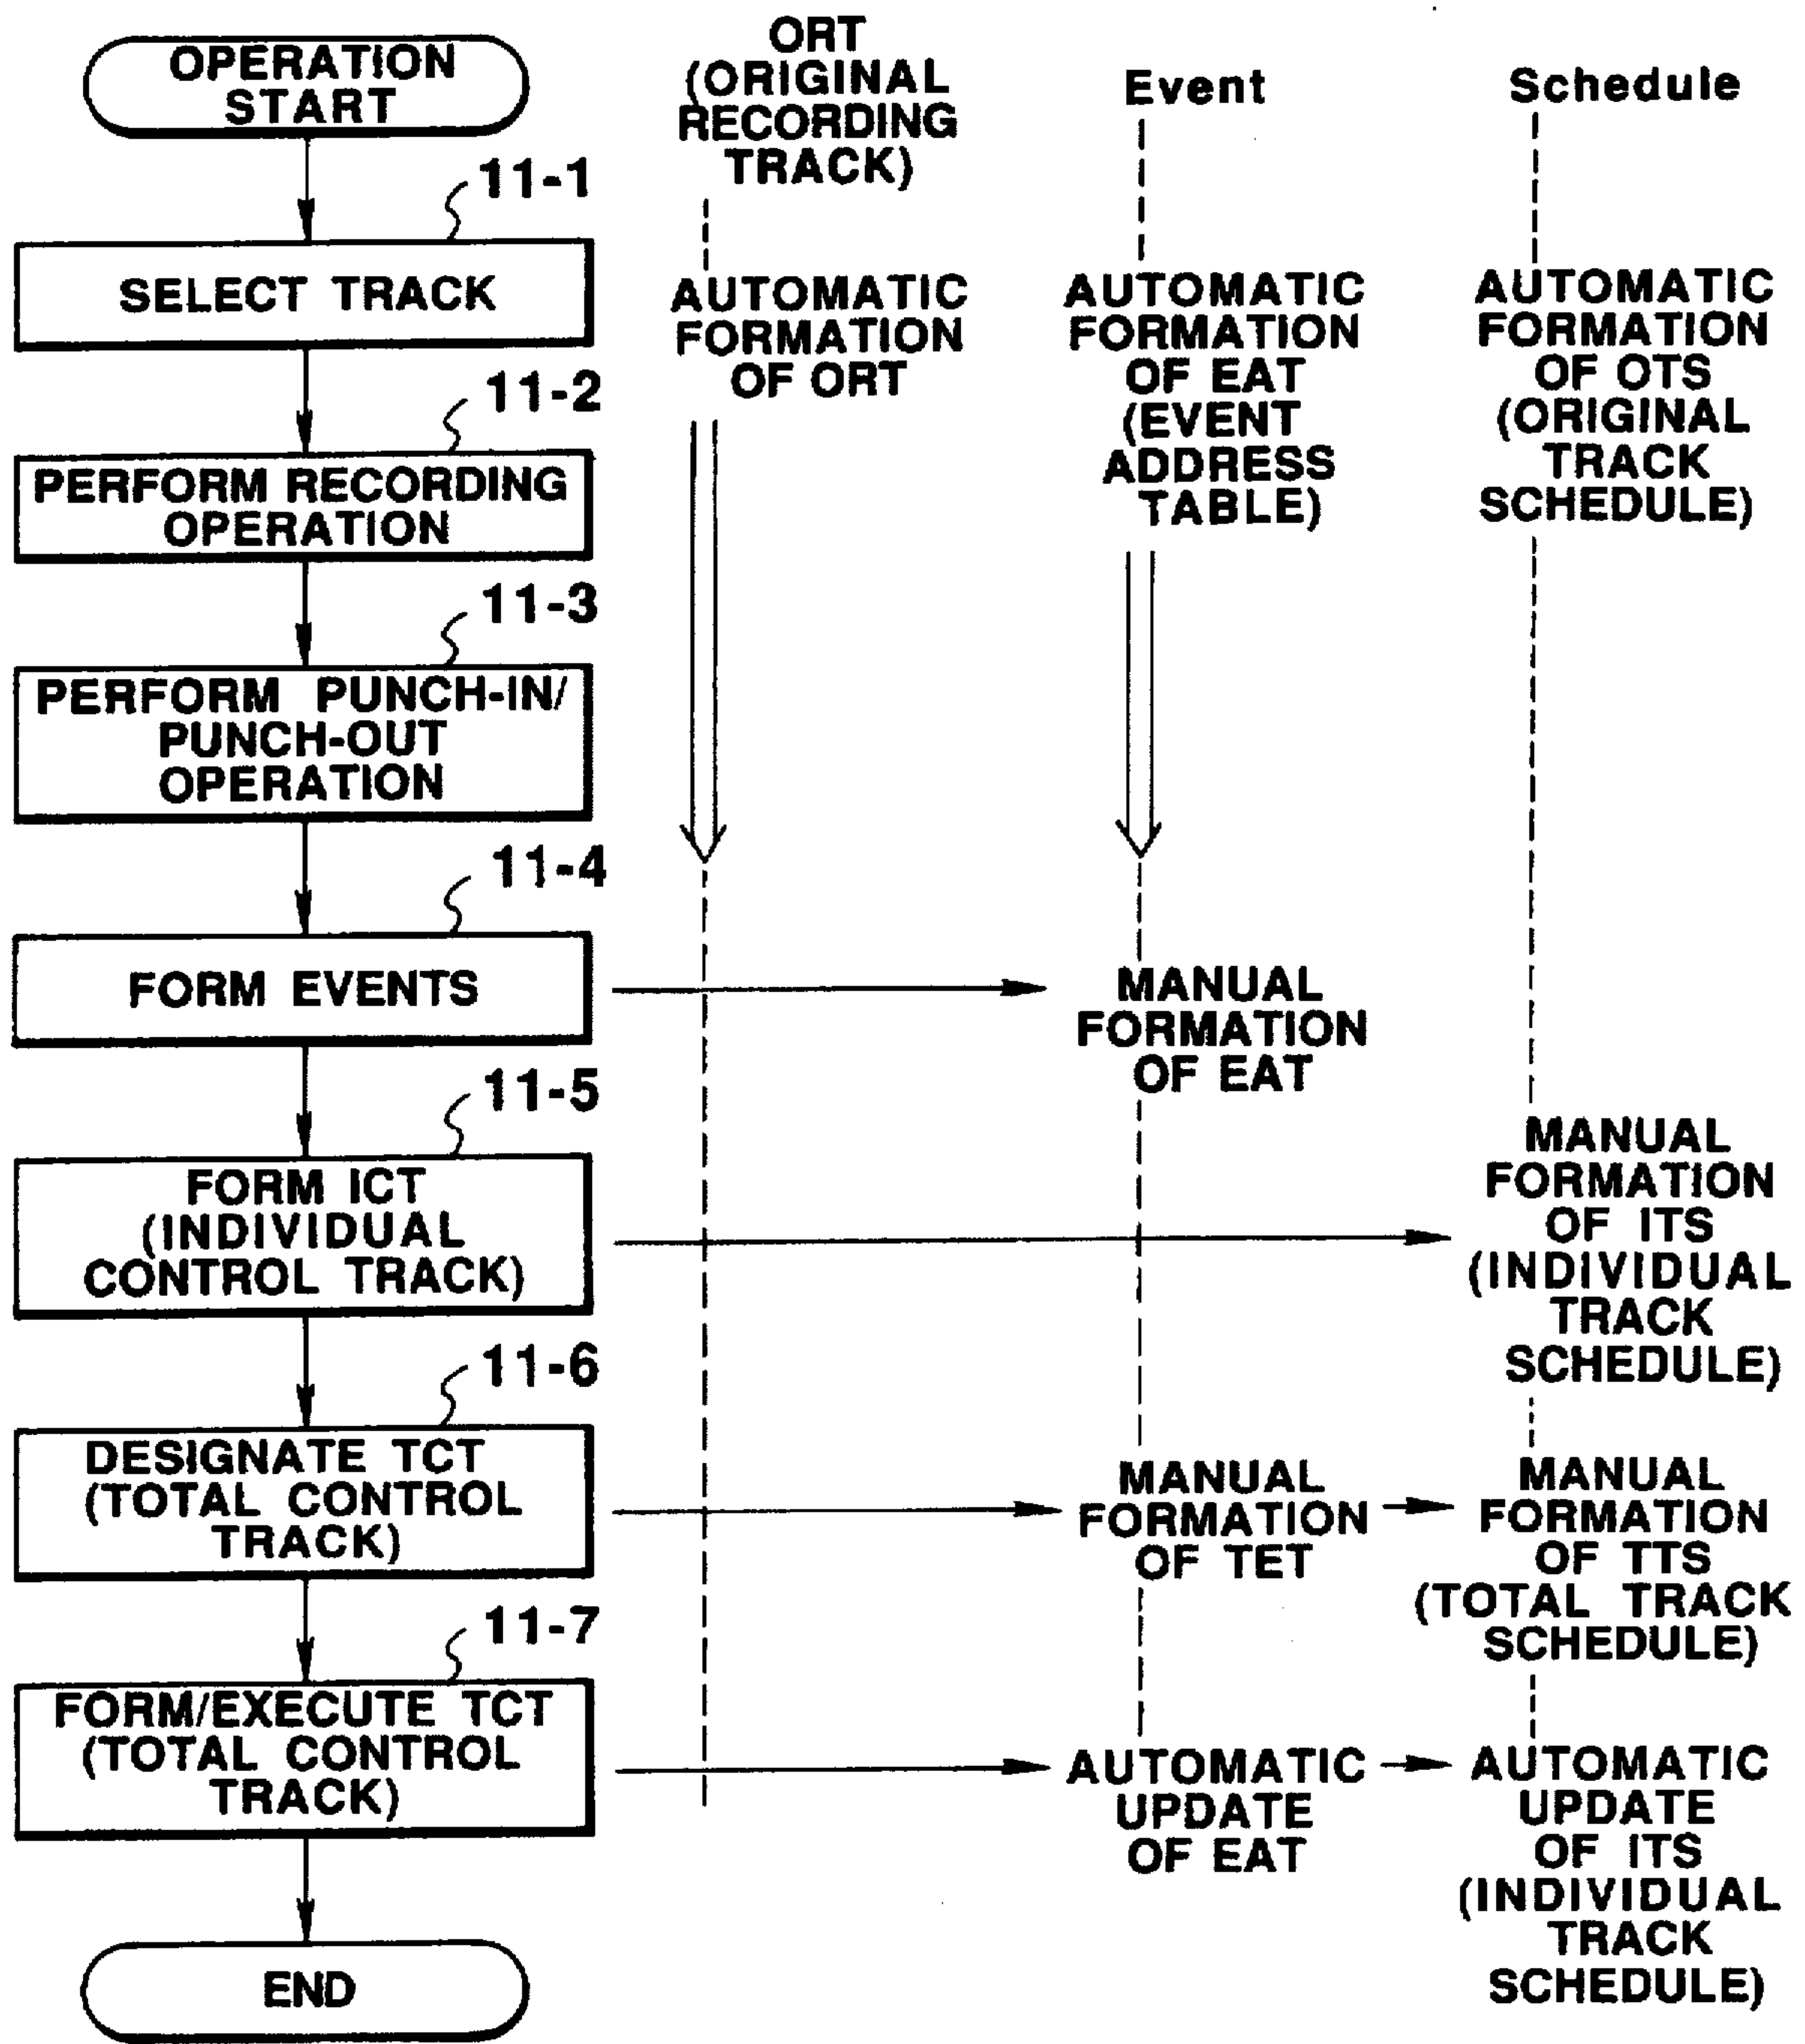 OPERATION
START
11-1
SELECT TRACK
11-2
PERFORM RECORDING
OPERATION
11-3
PERFORM PUNCH-IN/
PUNCH-OUT
OPERATION
11-4
FORM EVENTS
11-5
FORM ICT
(INDIVIDUAL
CONTROL TRACK)
11-6
DESIGNATE TCT
(TOTAL CONTROL
TRACK)
11-7
FORM/EXECUTE TCT
(TOTAL CONTROL
TRACK)
END
ORT
(ORIGINAL
RECORDING
TRACK)
AUTOMATIC
FORMATION
OF ORT
Event
AUTOMATIC
FORMATION
OF EAT
(EVENT
ADDRESS
TABLE)
MANUAL
FORMATION
OF EAT
MANUAL
FORMATION
OF TET
AUTOMATIC
UPDATE
OF EAT
Schedule
AUTOMATIC
FORMATION
OF OTS
(ORIGINAL
TRACK
SCHEDULE)
MANUAL
FORMATION
OF ITS
(INDIVIDUAL
TRACK
SCHEDULE)
MANUAL
FORMATION
OF TTS
(TOTAL TRACK
SCHEDULE)
AUTOMATIC
UPDATE
OF ITS
(INDIVIDUAL
TRACK
SCHEDULE)